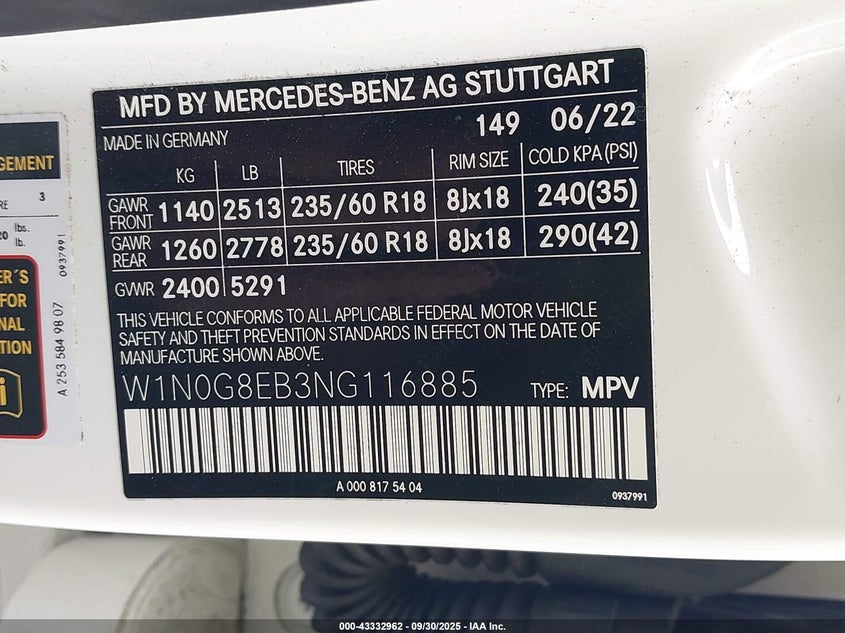 MFD BY MERCEDES-BENZ AG STUTTGART
MADE IN GERMANY 149 06/22
KG LB TIRES RIM SIZE COLD KPA(PSI)
GAWR FRONT 1140 2513 235/60 R18 8Jx18 240(35)
GAWR REAR 1260 2778 235/60 R18 8Jx18 290(42)
GVWR 2400 5291
THIS VEHICLE CONFORMS TO ALL APPLICABLE FEDERAL MOTOR VEHICLE
SAFETY AND THEFT PREVENTION STANDARDS IN EFFECT ON THE DATE OF
MANUFACTURE SHOWN ABOVE.
W1N0G8EB3NG116885 TYPE: MPV
A 000 817 54 04
0937991
GEMENT
RE 3
20 lbs.
lb.
0937991
ER´S
FOR
NAL
TION
i
A 253 584 98 07
000-43332962 - 09/30/2025 - IAA Inc.